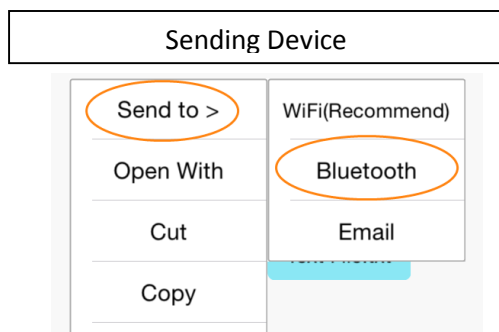 Sending Device
Send to >
WiFi(Recommend)
Open With
Bluetooth
Cut
Email
Copy